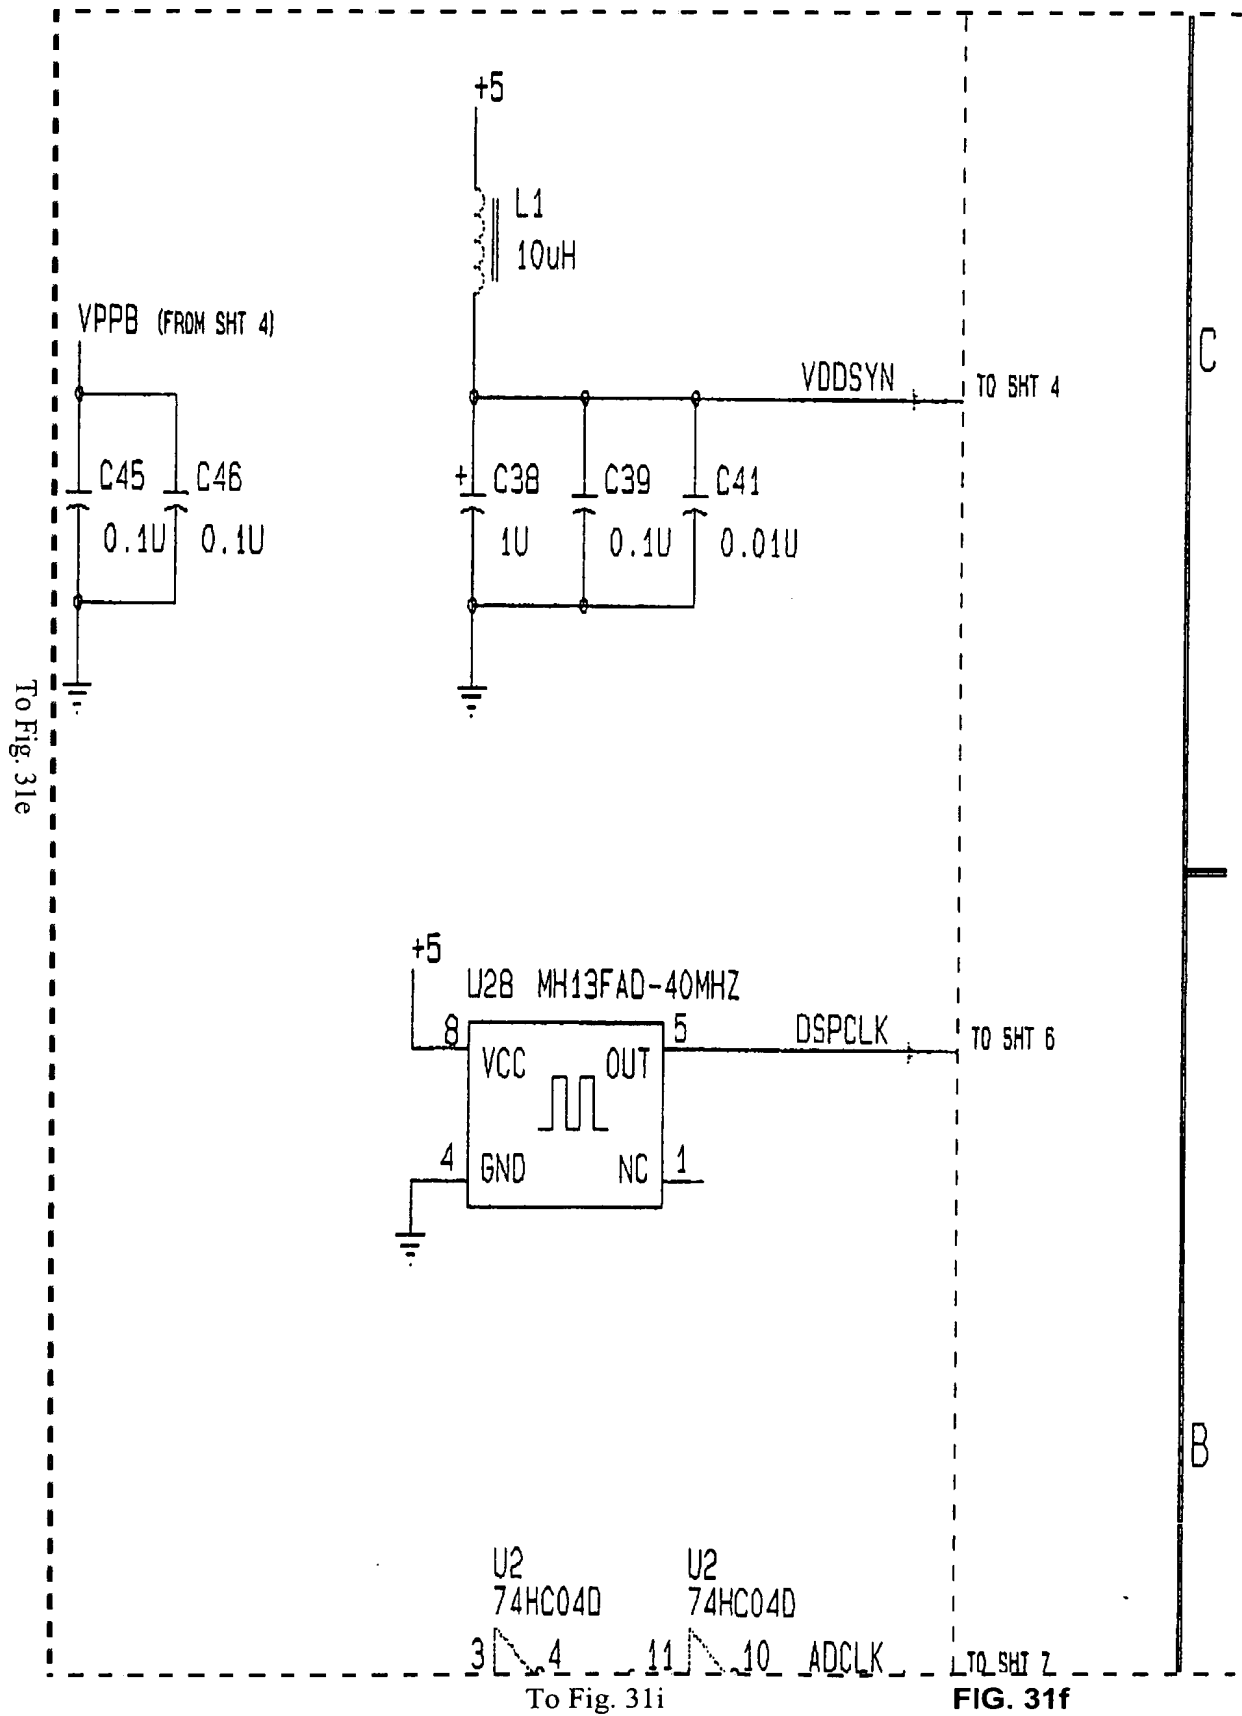 +5
L1
10uH
VPPB (FROM SHT 4)
C
VDDSYN
TO SHT 4
C45
0.1U
C46
0.1U
+
C38
1U
C39
0.1U
C41
0.01U
To Fig. 31e
+5
U28 MH13FAD-40MHZ
8
VCC
OUT
5
DSPCLK
TO SHT 6
4
GND
NC
1
B
U2
74HC04D
U2
74HC04D
3
4
11
10
ADCLK
TO SHT 7
To Fig. 31i
FIG. 31f